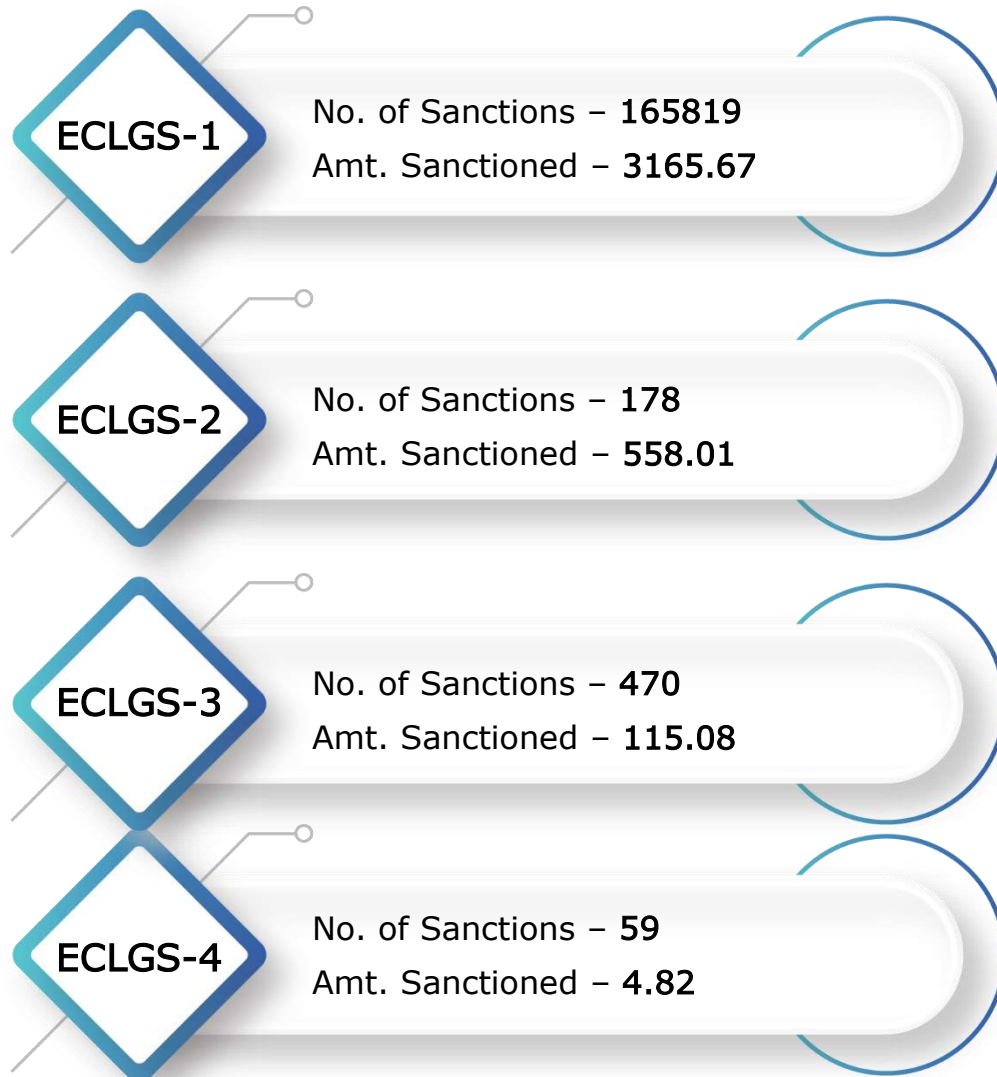 ECLGS-1
No. of Sanctions – 165819
Amt. Sanctioned – 3165.67
ECLGS-2
No. of Sanctions – 178
Amt. Sanctioned – 558.01
ECLGS-3
No. of Sanctions – 470
Amt. Sanctioned – 115.08
ECLGS-4
No. of Sanctions – 59
Amt. Sanctioned – 4.82